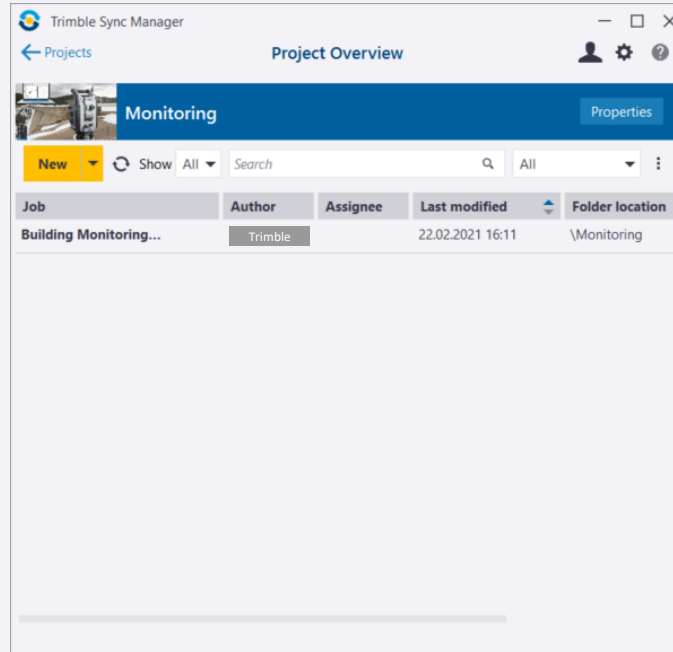 Trimble Sync Manager
Projects
Project Overview
Monitoring
Properties
New
Show
All
Search
All
Job Author Assignee Last modified Folder location
Building Monitoring... Trimble 22.02.2021 16:11 \Monitoring